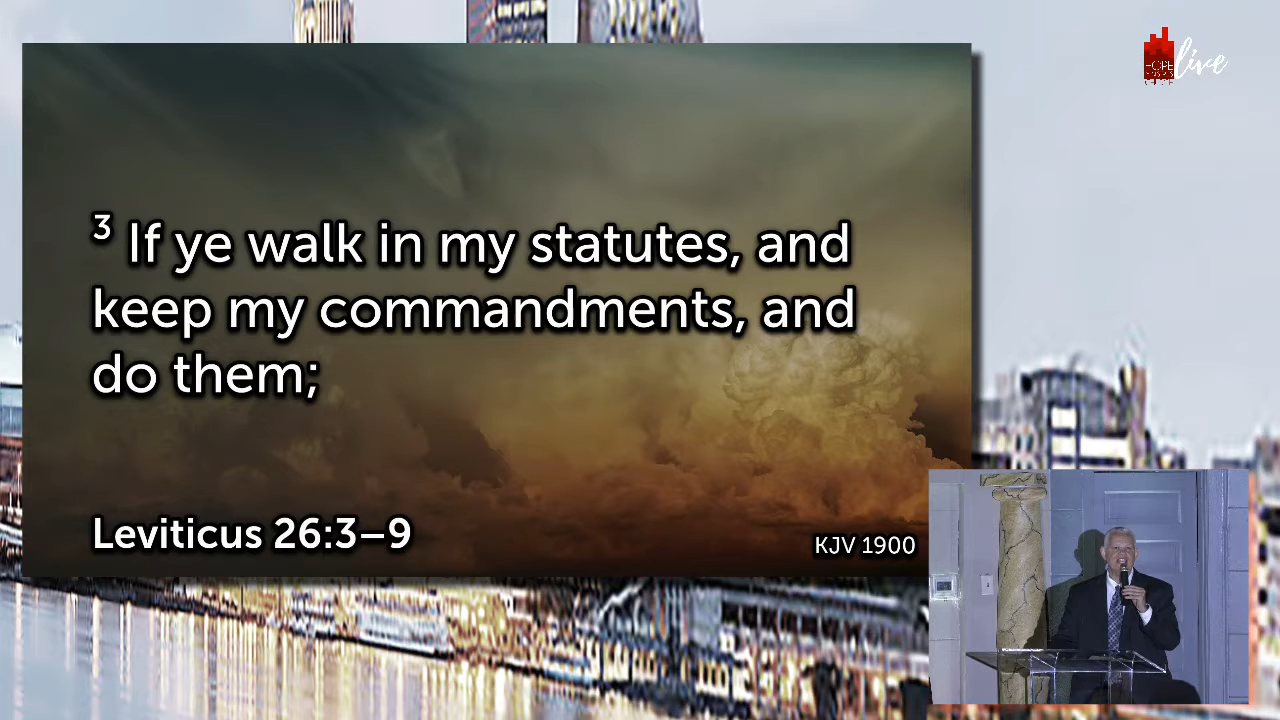 HOPE
live
³ If ye walk in my statutes, and
keep my commandments, and
do them;
Leviticus 26:3–9
KJV 1900